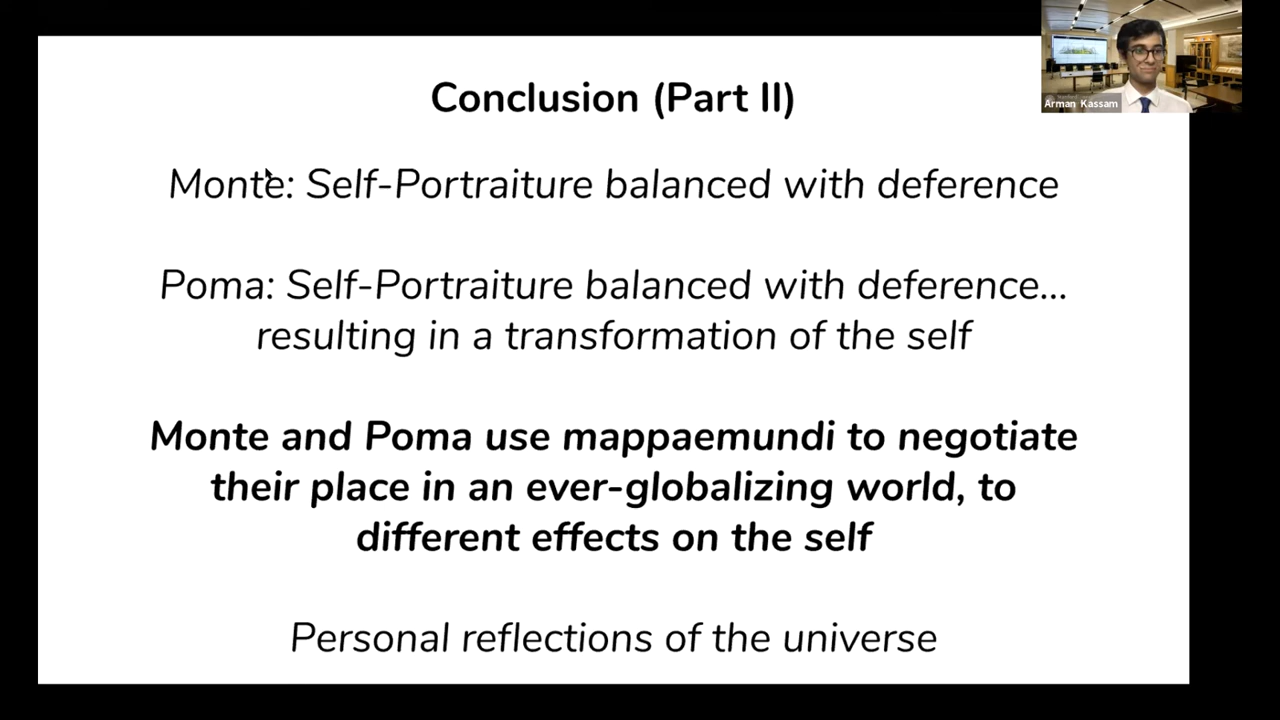 Conclusion (Part II)
Monte: Self-Portraiture balanced with deference
Poma: Self-Portraiture balanced with deference...
resulting in a transformation of the self
Monte and Poma use mappaemundi to negotiate
their place in an ever-globalizing world, to
different effects on the self
Personal reflections of the universe
Arman Kassam